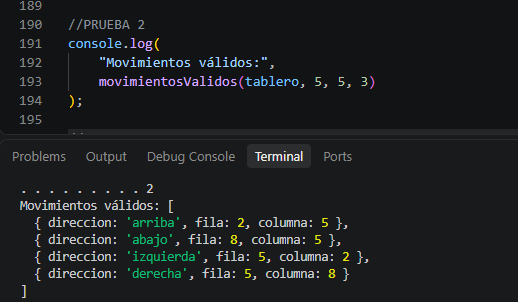 189
190 //PRUEBA 2
191 console.log(
192 "Movimientos válidos:",
193 movimientosValidos(tablero, 5, 5, 3)
194 );
195
Problems Output Debug Console Terminal Ports
. . . . . . . . . 2
Movimientos válidos: [
{ direccion: 'arriba', fila: 2, columna: 5 },
{ direccion: 'abajo', fila: 8, columna: 5 },
{ direccion: 'izquierda', fila: 5, columna: 2 },
{ direccion: 'derecha', fila: 5, columna: 8 }
]